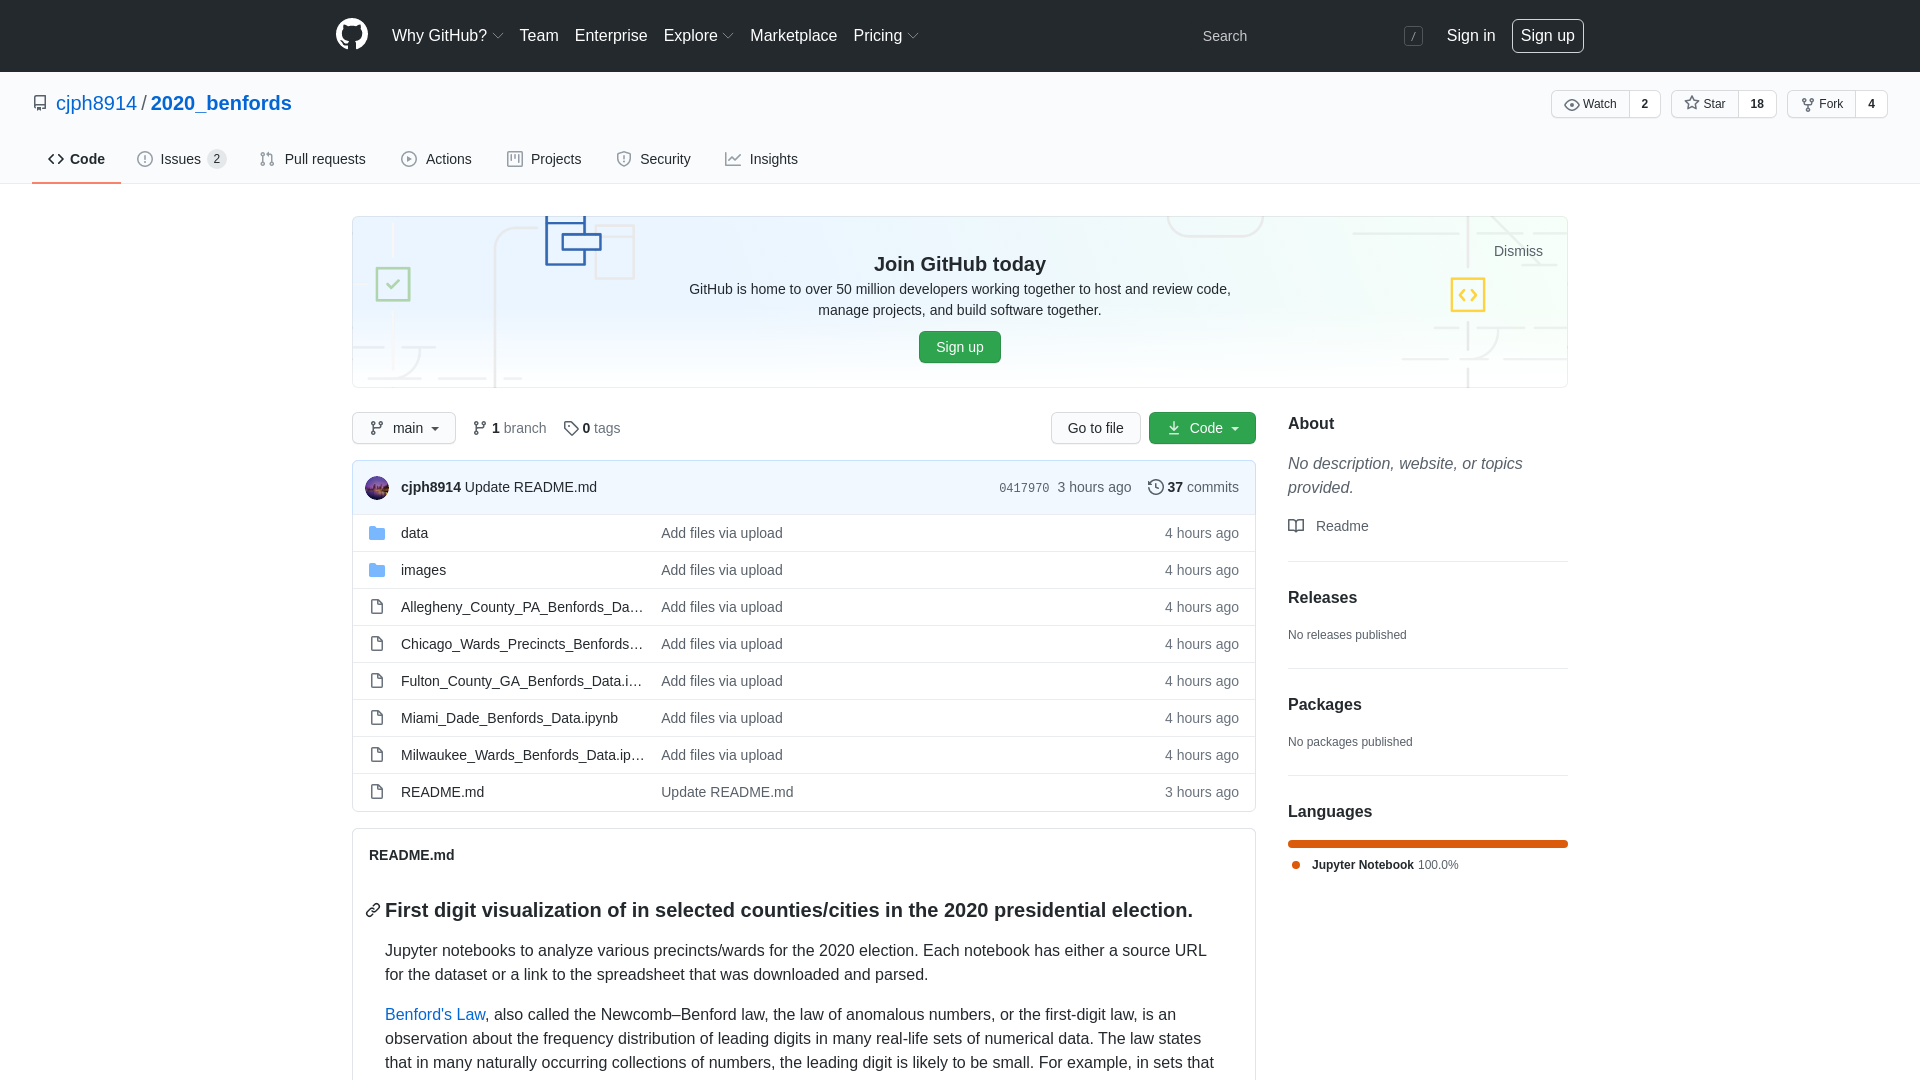 Why GitHub? Team Enterprise Explore Marketplace Pricing Search / Sign in Sign up
cjph8914 / 2020_benfords Watch 2 Star 18 Fork 4
Code Issues 2 Pull requests Actions Projects Security Insights
Dismiss
Join GitHub today
GitHub is home to over 50 million developers working together to host and review code,
manage projects, and build software together.
Sign up
main 1 branch 0 tags Go to file Code
cjph8914 Update README.md 0417970 3 hours ago 37 commits
data Add files via upload 4 hours ago
images Add files via upload 4 hours ago
Allegheny_County_PA_Benfords_Da… Add files via upload 4 hours ago
Chicago_Wards_Precincts_Benfords… Add files via upload 4 hours ago
Fulton_County_GA_Benfords_Data.i… Add files via upload 4 hours ago
Miami_Dade_Benfords_Data.ipynb Add files via upload 4 hours ago
Milwaukee_Wards_Benfords_Data.ip… Add files via upload 4 hours ago
README.md Update README.md 3 hours ago
README.md
First digit visualization of in selected counties/cities in the 2020 presidential election.
Jupyter notebooks to analyze various precincts/wards for the 2020 election. Each notebook has either a source URL
for the dataset or a link to the spreadsheet that was downloaded and parsed.
Benford's Law, also called the Newcomb–Benford law, the law of anomalous numbers, or the first-digit law, is an
observation about the frequency distribution of leading digits in many real-life sets of numerical data. The law states
that in many naturally occurring collections of numbers, the leading digit is likely to be small. For example, in sets that
About
No description, website, or topics
provided.
Readme
Releases
No releases published
Packages
No packages published
Languages
Jupyter Notebook 100.0%